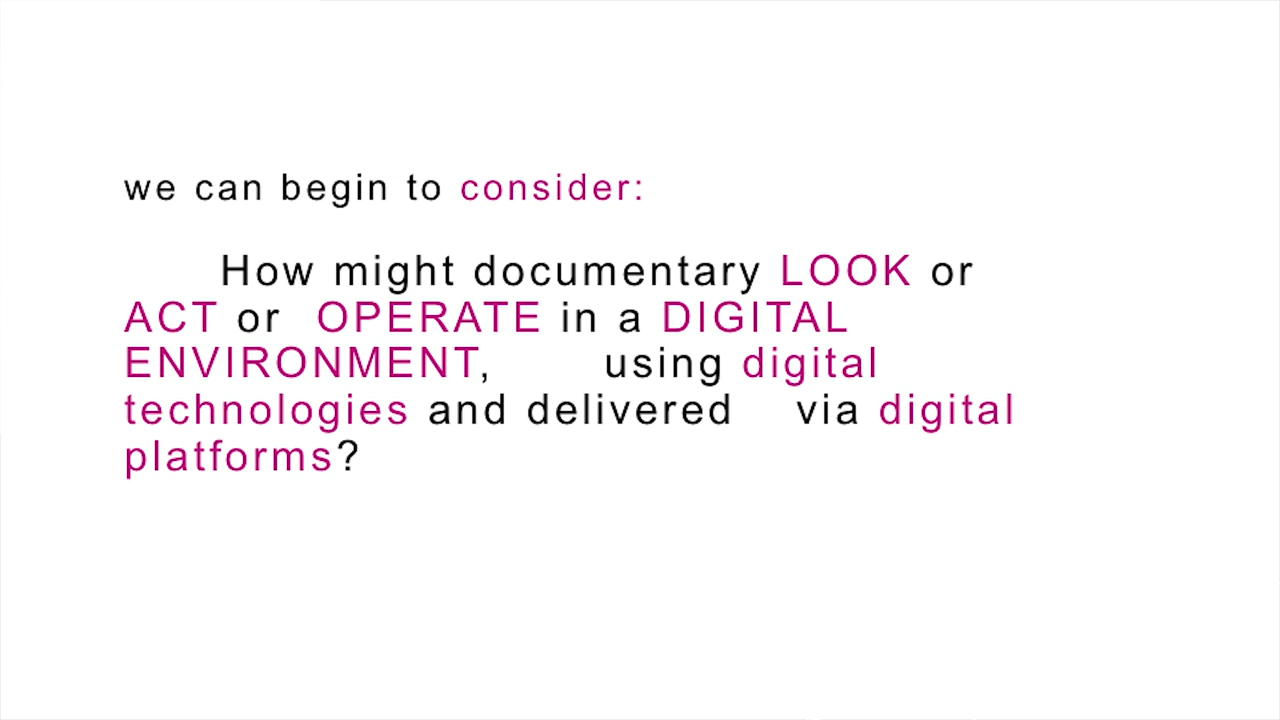 we can begin to consider:
How might documentary LOOK or
ACT or OPERATE in a DIGITAL
ENVIRONMENT, using digital
technologies and delivered via digital
platforms?